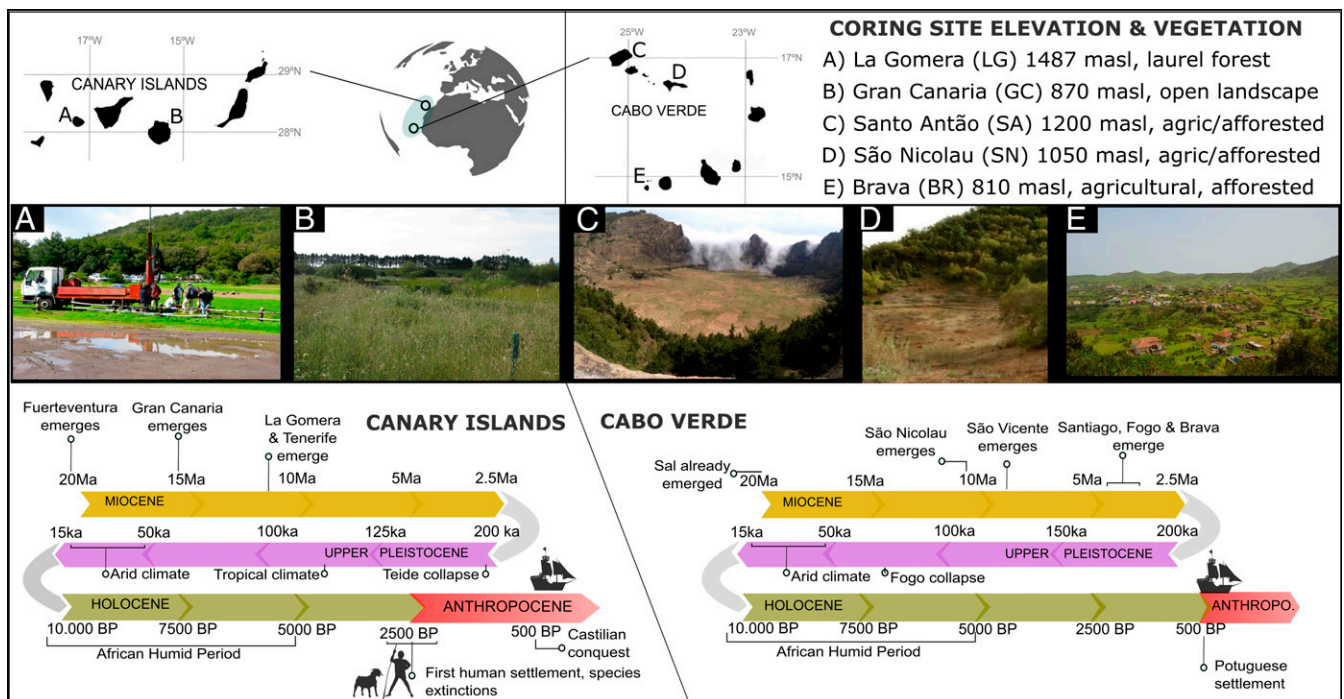 17ºW
15ºW
29ºN
28ºN
CANARY ISLANDS
A
B
25ºW
23ºW
17ºN
15ºN
C
D
CABO VERDE
E
CORING SITE ELEVATION & VEGETATION
A) La Gomera (LG) 1487 masl, laurel forest
B) Gran Canaria (GC) 870 masl, open landscape
C) Santo Antão (SA) 1200 masl, agric/afforested
D) São Nicolau (SN) 1050 masl, agric/afforested
E) Brava (BR) 810 masl, agricultural, afforested
A
B
C
D
E
CANARY ISLANDS
Fuerteventura
emerges
Gran Canaria
emerges
La Gomera
& Tenerife
emerge
20Ma
15Ma
10Ma
5Ma
2.5Ma
MIOCENE
15ka
50ka
100ka
125ka
200 ka
UPPER PLEISTOCENE
Arid climate
Tropical climate
Teide collapse
HOLOCENE
ANTHROPOCENE
10.000 BP
7500 BP
5000 BP
2500 BP
500 BP
African Humid Period
Castilian
conquest
First human settlement, species
extinctions
CABO VERDE
Sal already
emerged
São Nicolau
emerges
São Vicente
emerges
Santiago, Fogo & Brava
emerge
20Ma
15Ma
10Ma
5Ma
2.5Ma
MIOCENE
15ka
50ka
100ka
150ka
200ka
UPPER PLEISTOCENE
Arid climate
Fogo collapse
HOLOCENE
ANTHROPO.
10.000 BP
7500 BP
5000 BP
2500 BP
500 BP
African Humid Period
Potuguese
settlement